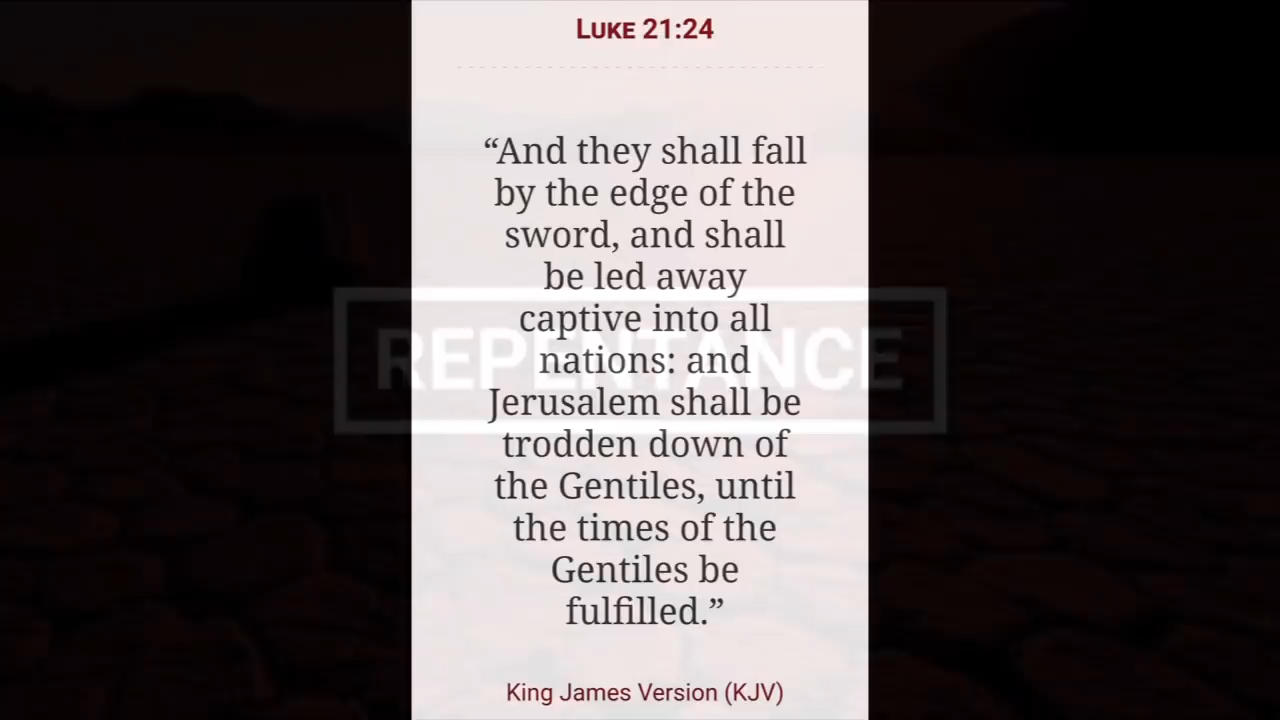 Luke 21:24
“And they shall fall
by the edge of the
sword, and shall
be led away
captive into all
nations: and
Jerusalem shall be
trodden down of
the Gentiles, until
the times of the
Gentiles be
fulfilled.”
King James Version (KJV)
REPENTANCE